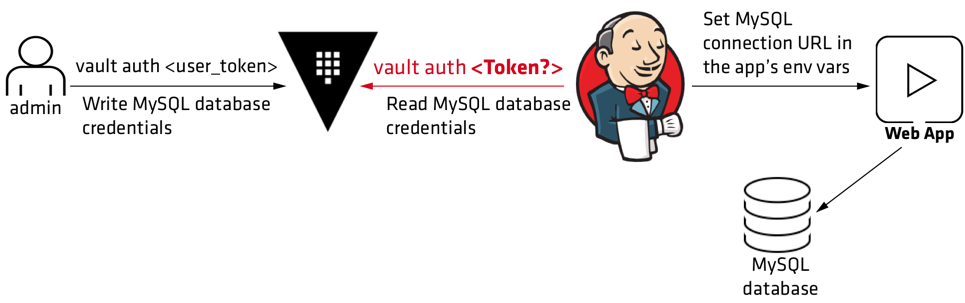 admin
vault auth <user_token>
Write MySQL database
credentials
vault auth <Token?>
Read MySQL database
credentials
Set MySQL
connection URL in
the app's env vars
Web App
MySQL
database